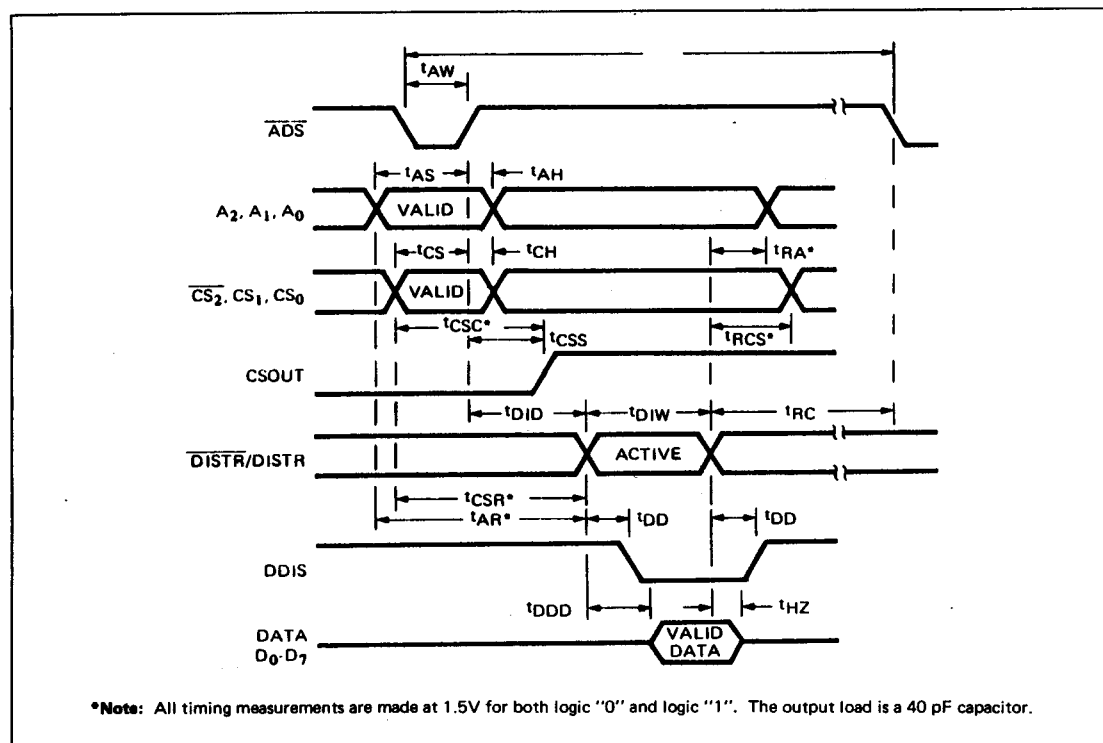 tAW
ADS
tAS
tAH
A2, A1, A0
VALID
tCS
tCH
tRA*
CS2, CS1, CS0
VALID
tCSC*
tRCS*
tCSS
CSOUT
tDID
tDIW
tRC
DISTR/DISTR
ACTIVE
tCSR*
tAR*
tDD
tDD
DDIS
tDDD
tHZ
DATA
D0-D7
VALID
DATA
*Note: All timing measurements are made at 1.5V for both logic "0" and logic "1". The output load is a 40 pF capacitor.